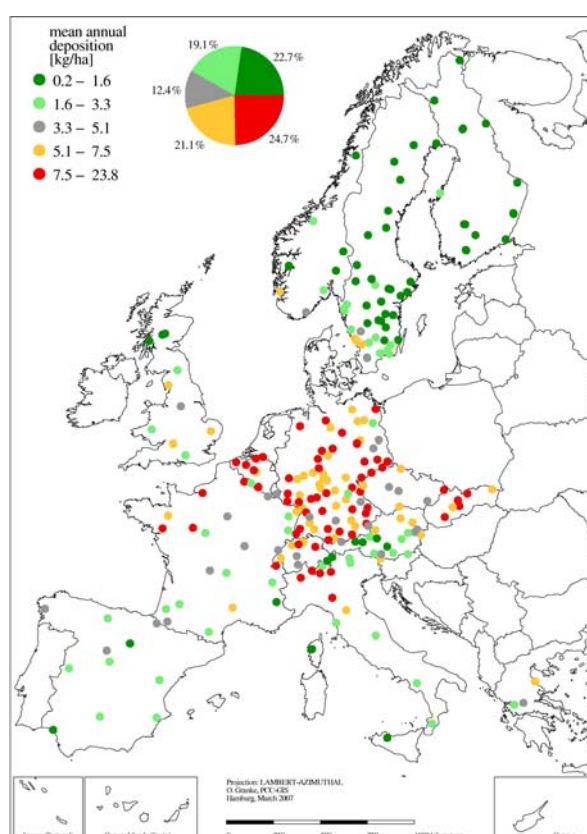 mean annual
deposition
[kg/ha]
0.2 – 1.6
1.6 – 3.3
3.3 – 5.1
5.1 – 7.5
7.5 – 23.8
19.1%
22.7%
12.4%
21.1%
24.7%
Projection: LAMBERT-AZIMUTHAL
O. Granke, PCC-GIS
Hamburg, March 2007